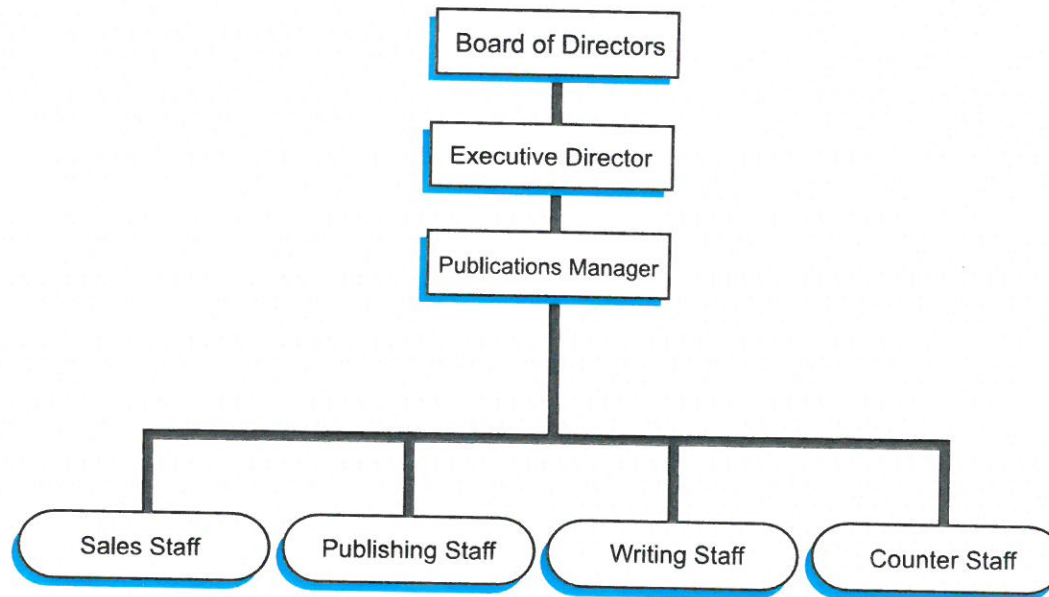 Board of Directors
Executive Director
Publications Manager
Sales Staff
Publishing Staff
Writing Staff
Counter Staff